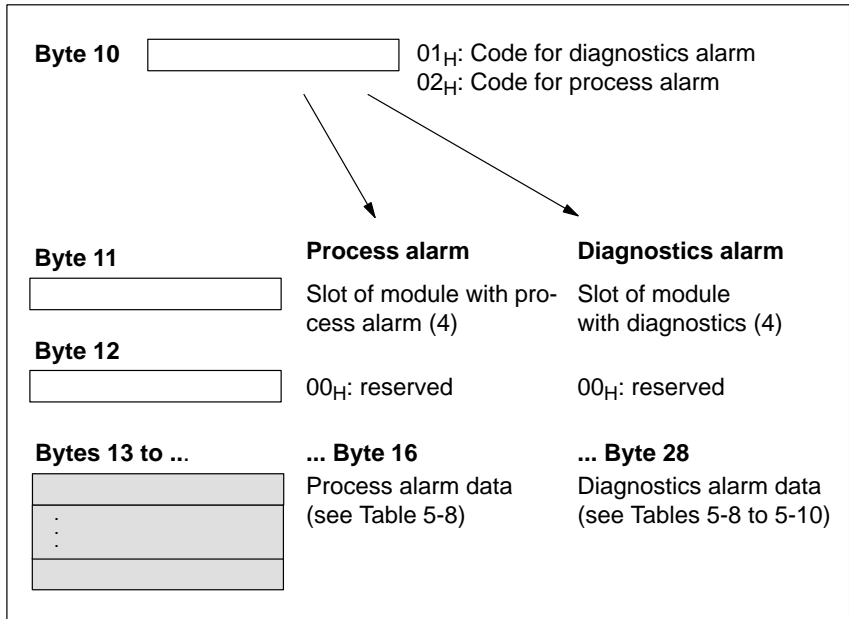 Byte 10
01H: Code for diagnostics alarm
02H: Code for process alarm
Byte 11
Process alarm
Diagnostics alarm
Slot of module with pro-
cess alarm (4)
Slot of module
with diagnostics (4)
Byte 12
00H: reserved
00H: reserved
Bytes 13 to ...
... Byte 16
... Byte 28
Process alarm data
(see Table 5-8)
Diagnostics alarm data
(see Tables 5-8 to 5-10)